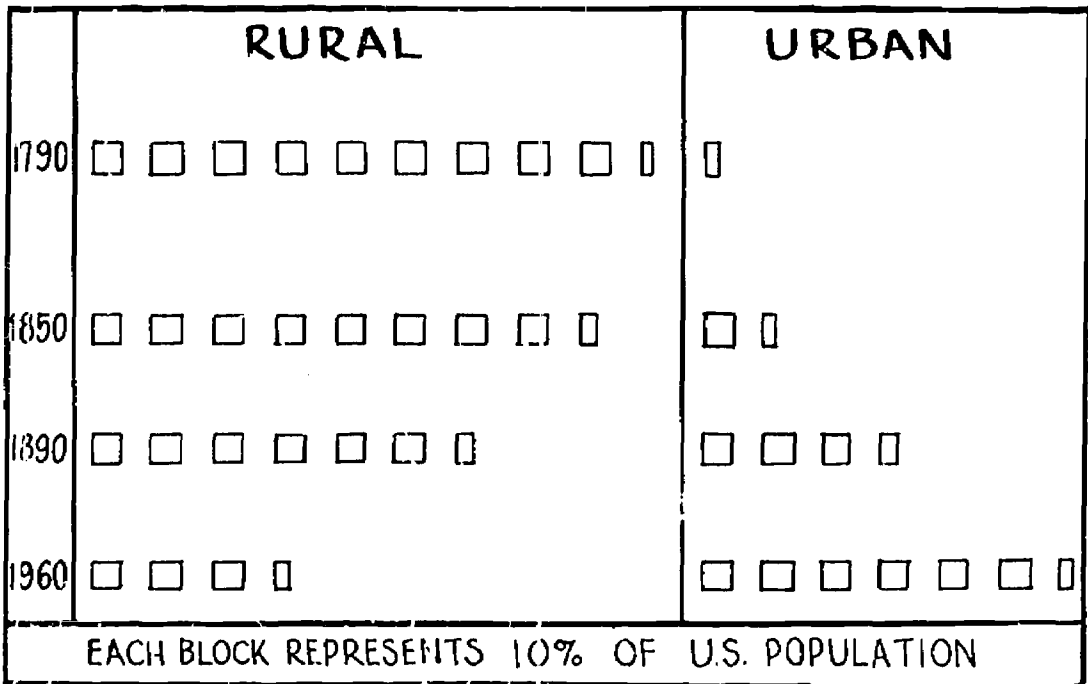 RURAL URBAN
1790
1850
1890
1960
EACH BLOCK REPRESENTS 10% OF U.S. POPULATION